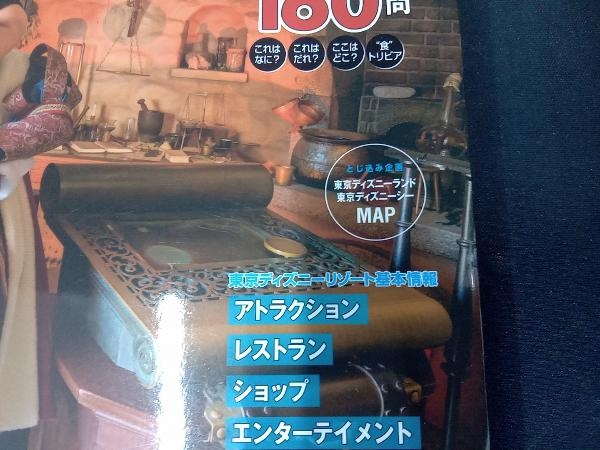 180問
これは
なに?
これは
だれ?
ここは
どこ?
“食”
トリビア
とじ込み企画
東京ディズニーランド
東京ディズニーシー
MAP
東京ディズニーリゾート基本情報
アトラクション
レストラン
ショップ
エンターテイメント